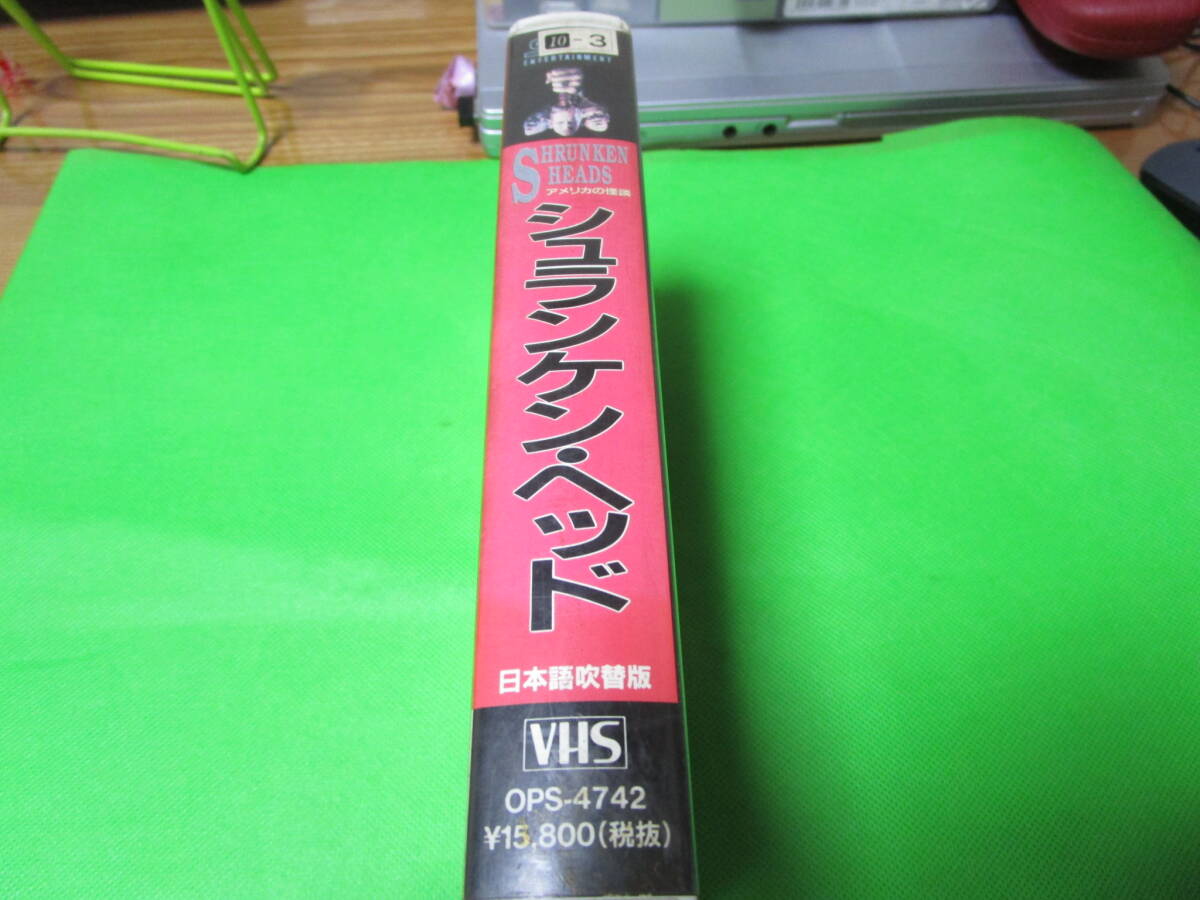 10-3
ENTERTAINMENT
SHRUNKEN
HEADS
アメリカの怪談
シュランケン・ヘッド
日本語吹替版
VHS
OPS-4742
¥15,800(税抜)